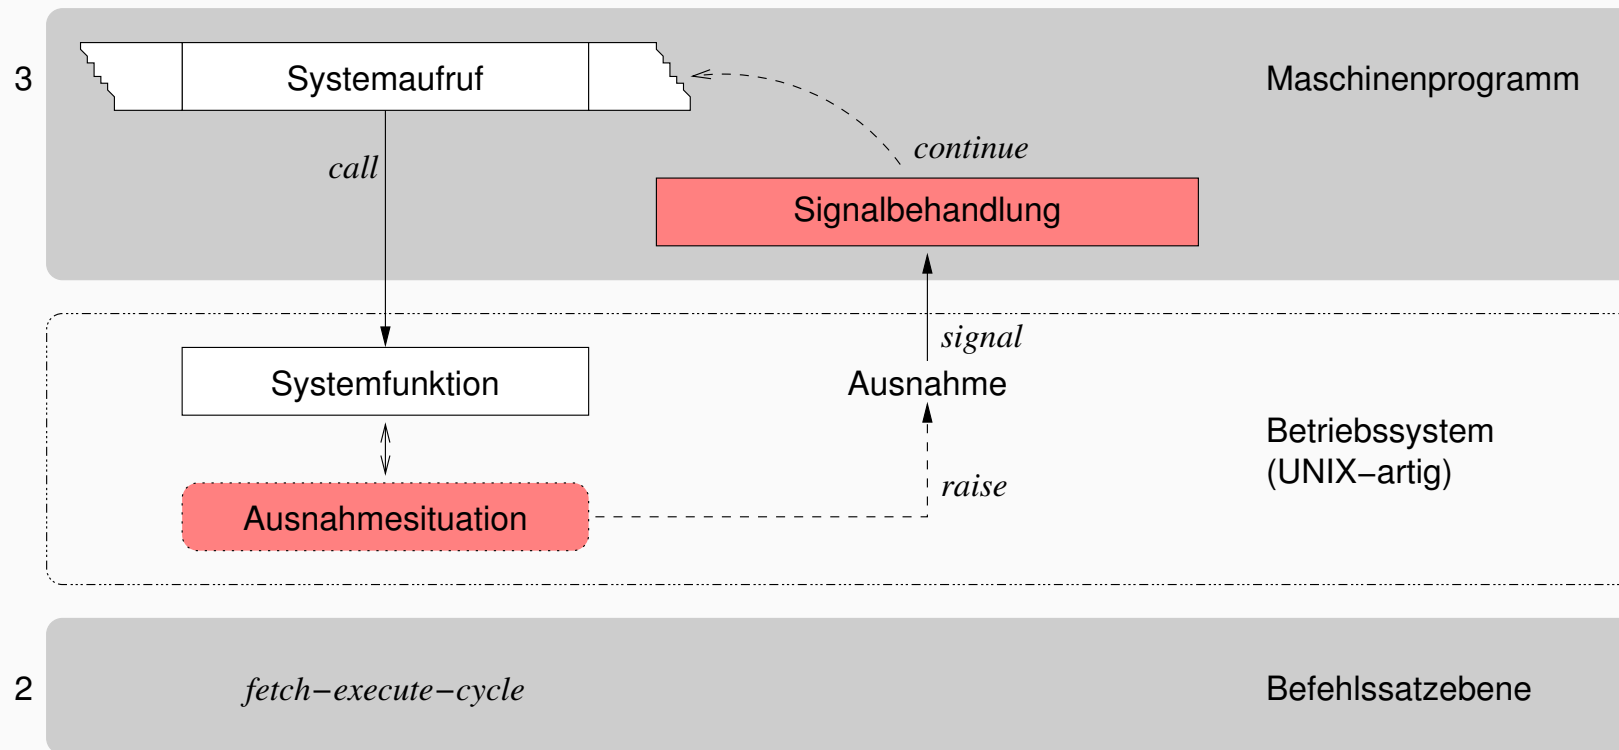 3
Systemaufruf
Maschinenprogramm
call
continue
Signalbehandlung
signal
Systemfunktion
Ausnahme
Betriebssystem
(UNIX−artig)
raise
Ausnahmesituation
2
fetch−execute−cycle
Befehlssatzebene